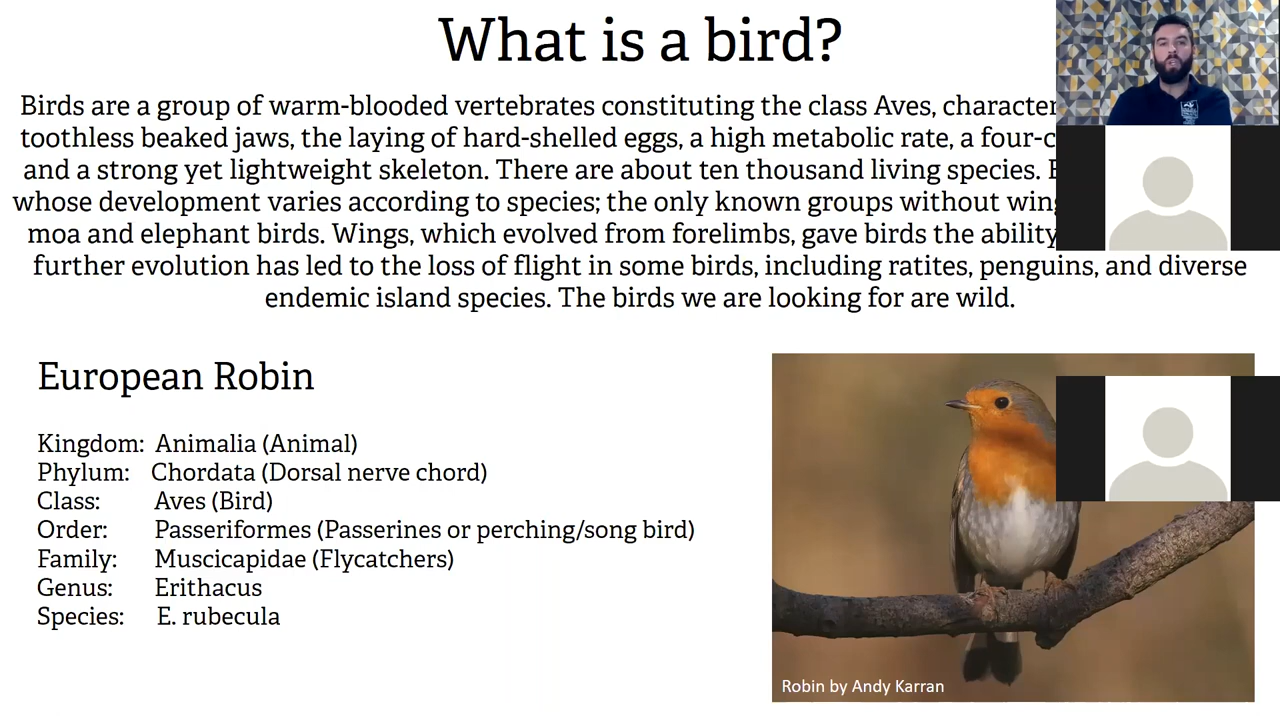 What is a bird?
Birds are a group of warm-blooded vertebrates constituting the class Aves,
toothless beaked jaws, the laying of hard-shelled eggs, a high metabolic rate, a
and a strong yet lightweight skeleton. There are about ten thousand living species.
whose development varies according to species; the only known groups without
moa and elephant birds. Wings, which evolved from forelimbs, gave birds the ability
further evolution has led to the loss of flight in some birds, including ratites, penguins, and diverse
endemic island species. The birds we are looking for are wild.
European Robin
Kingdom: Animalia (Animal)
Phylum: Chordata (Dorsal nerve chord)
Class: Aves (Bird)
Order: Passeriformes (Passerines or perching/song bird)
Family: Muscicapidae (Flycatchers)
Genus: Erithacus
Species: E. rubecula
Robin by Andy Karran